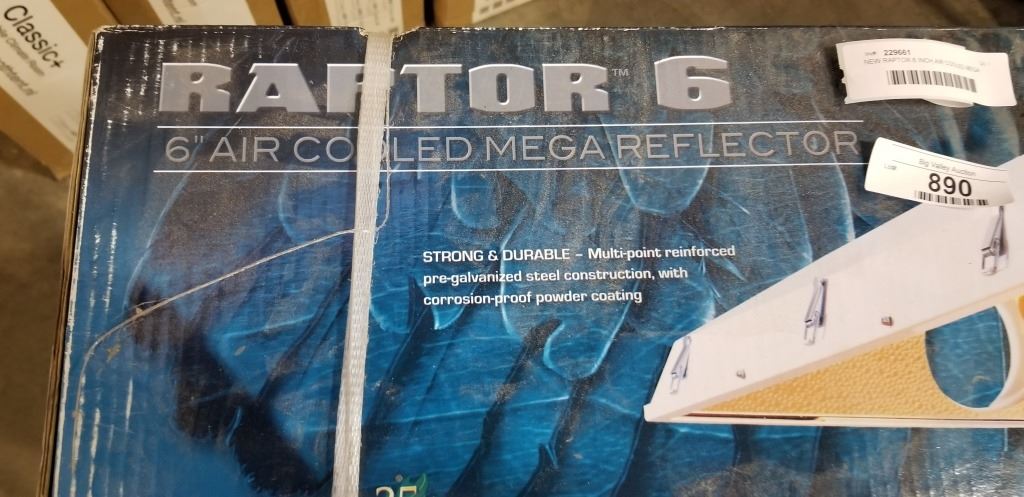 Classic+
RAPTOR™ 6
6" AIR COOLED MEGA REFLECTOR
STRONG & DURABLE – Multi-point reinforced
pre-galvanized steel construction, with
corrosion-proof powder coating
229661
NEW RAPTOR 6 INCH AIR COOLED MEGA
Big Valley Auction
Lot#
890
35